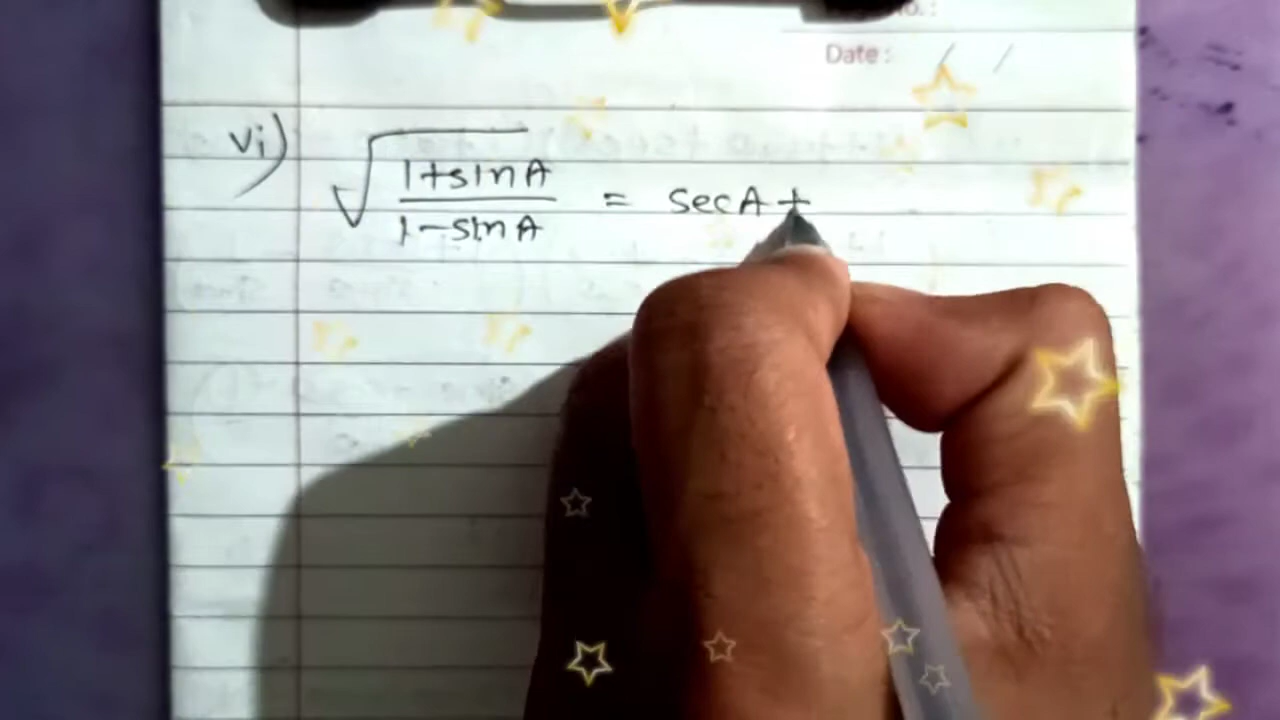 Date: / /
vi) √(1+sinA / 1-sinA) = secA +